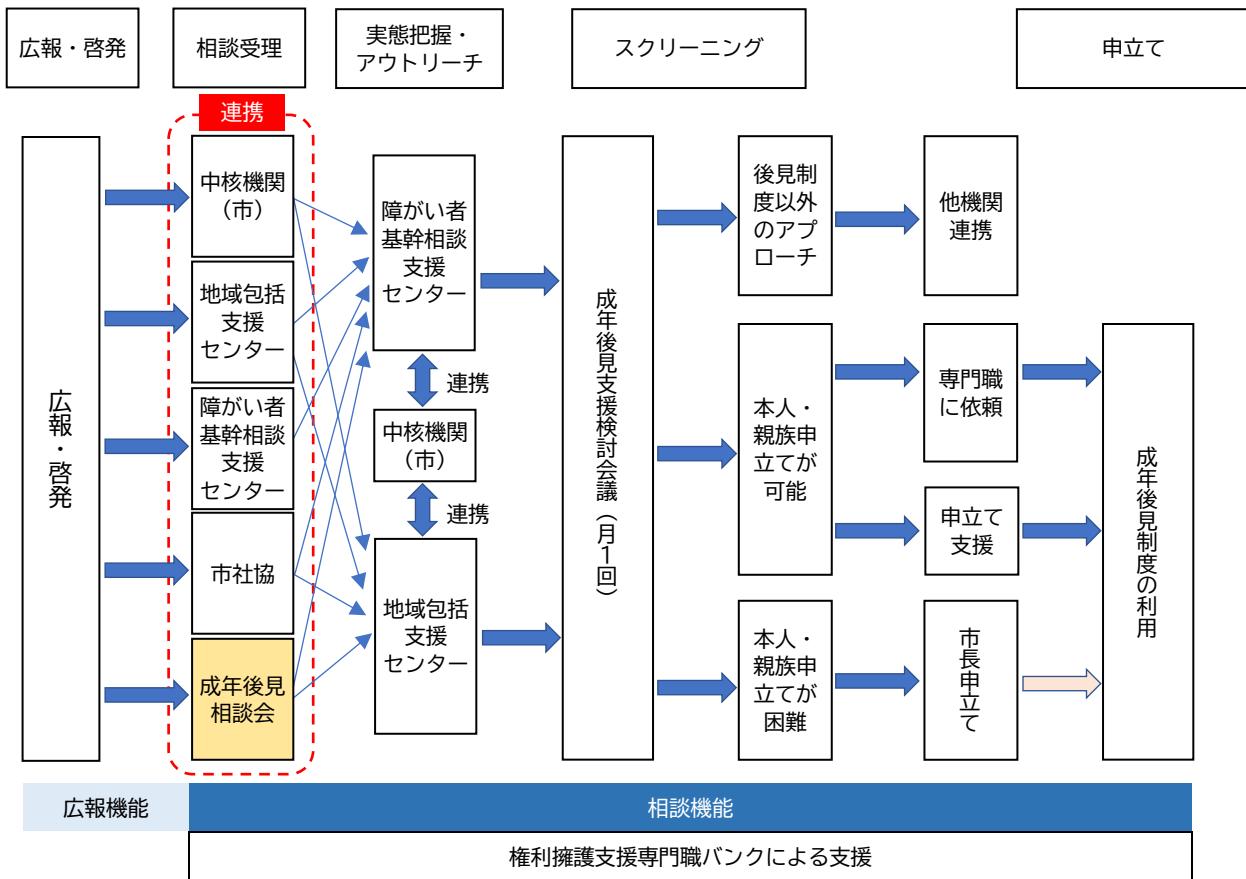 広報・啓発
相談受理
実態把握・
アウトリーチ
スクリーニング
申立て
連携
広報・啓発
中核機関
（市）
地域包括
支援
センター
障がい者
基幹相談
支援
センター
市社協
成年後見
相談会
障がい者
基幹相談
支援
センター
連携
中核機関
（市）
連携
地域包括
支援
センター
成年後見支援検討会議（月１回）
後見制
度以外
のアプ
ローチ
他機関
連携
本人・
親族申
立てが
可能
専門職
に依頼
申立て
支援
本人・
親族申
立てが
困難
市長申立て
成年後見制度の利用
広報機能
相談機能
権利擁護支援専門職バンクによる支援